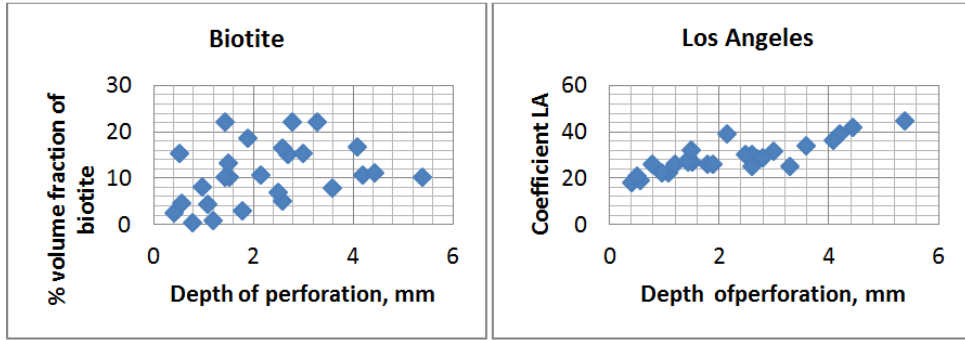 Biotite
% volume fraction of
biotite
30
20
10
0
0 2 4 6
Depth of perforation, mm
Los Angeles
Coefficient LA
60
40
20
0
0 2 4 6
Depth ofperforation, mm